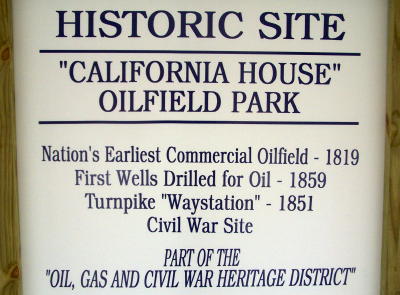 HISTORIC SITE
"CALIFORNIA HOUSE"
OILFIELD PARK
Nation's Earliest Commercial Oilfield - 1819
First Wells Drilled for Oil - 1859
Turnpike "Waystation" - 1851
Civil War Site
PART OF THE
"OIL, GAS AND CIVIL WAR HERITAGE DISTRICT"